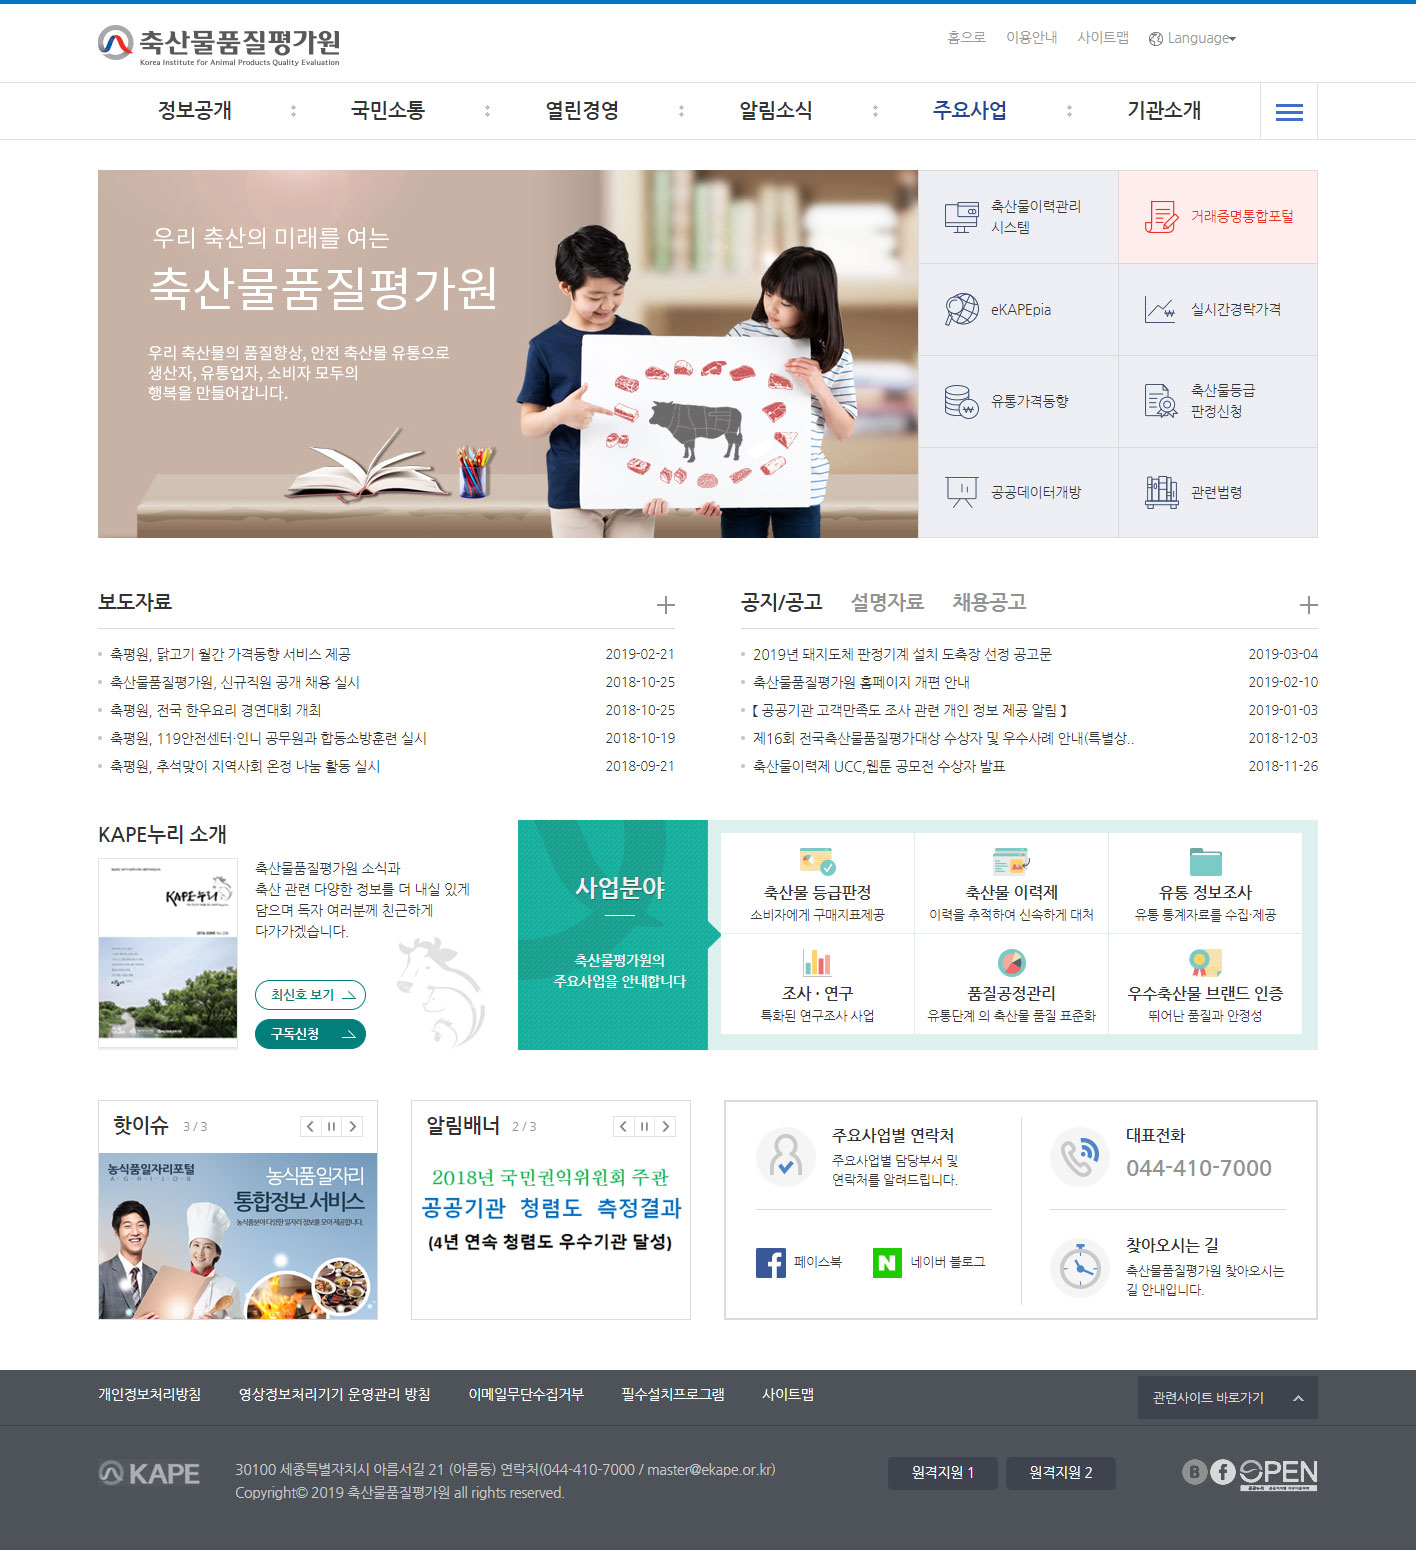 축산물품질평가원
Korea Institute for Animal Products Quality Evaluation
홈으로 이용안내 사이트맵 Language
정보공개 국민소통 열린경영 알림소식 주요사업 기관소개
우리 축산의 미래를 여는
축산물품질평가원
우리 축산물의 품질향상, 안전 축산물 유통으로
생산자, 유통업자, 소비자 모두의
행복을 만들어갑니다.
축산물이력관리
시스템
거래증명통합포털
eKAPEpia
실시간경락가격
유통가격동향
축산물등급
판정신청
공공데이터개방
관련법령
보도자료
축평원, 닭고기 월간 가격동향 서비스 제공 2019-02-21
축산물품질평가원, 신규직원 공개 채용 실시 2018-10-25
축평원, 전국 한우요리 경연대회 개최 2018-10-25
축평원, 119안전센터·인니 공무원과 합동소방훈련 실시 2018-10-19
축평원, 추석맞이 지역사회 온정 나눔 활동 실시 2018-09-21
공지/공고 설명자료 채용공고
2019년 돼지도체 판정기계 설치 도축장 선정 공고문 2019-03-04
축산물품질평가원 홈페이지 개편 안내 2019-02-10
【 공공기관 고객만족도 조사 관련 개인 정보 제공 알림 】 2019-01-03
제16회 전국축산물품질평가대상 수상자 및 우수사례 안내(특별상.. 2018-12-03
축산물이력제 UCC,웹툰 공모전 수상자 발표 2018-11-26
KAPE누리 소개
KAPE누리
축산물품질평가원 소식과
축산 관련 다양한 정보를 더 내실 있게
담으며 독자 여러분께 친근하게
다가가겠습니다.
최신호 보기
구독신청
사업분야
축산물평가원의
주요사업을 안내합니다
축산물 등급판정
소비자에게 구매지표제공
축산물 이력제
이력을 추적하여 신속하게 대처
유통 정보조사
유통 통계자료를 수집·제공
조사 · 연구
특화된 연구조사 사업
품질공정관리
유통단계 의 축산물 품질 표준화
우수축산물 브랜드 인증
뛰어난 품질과 안정성
핫이슈 3 / 3
농식품일자리포털
A·G·R·I·J·O·B
농식품일자리
통합정보 서비스
농식품분야 다양한 일자리 정보를 모아 제공합니다.
알림배너 2 / 3
2018년 국민권익위원회 주관
공공기관 청렴도 측정결과
(4년 연속 청렴도 우수기관 달성)
주요사업별 연락처
주요사업별 담당부서 및
연락처를 알려드립니다.
페이스북
네이버 블로그
대표전화
044-410-7000
찾아오시는 길
축산물품질평가원 찾아오시는
길 안내입니다.
개인정보처리방침 영상정보처리기기 운영관리 방침 이메일무단수집거부 필수설치프로그램 사이트맵
관련사이트 바로가기
KAPE
30100 세종특별자치시 아름서길 21 (아름동) 연락처(044-410-7000 / master@ekape.or.kr)
Copyright© 2019 축산물품질평가원 all rights reserved.
원격지원 1 원격지원 2
B f OPEN